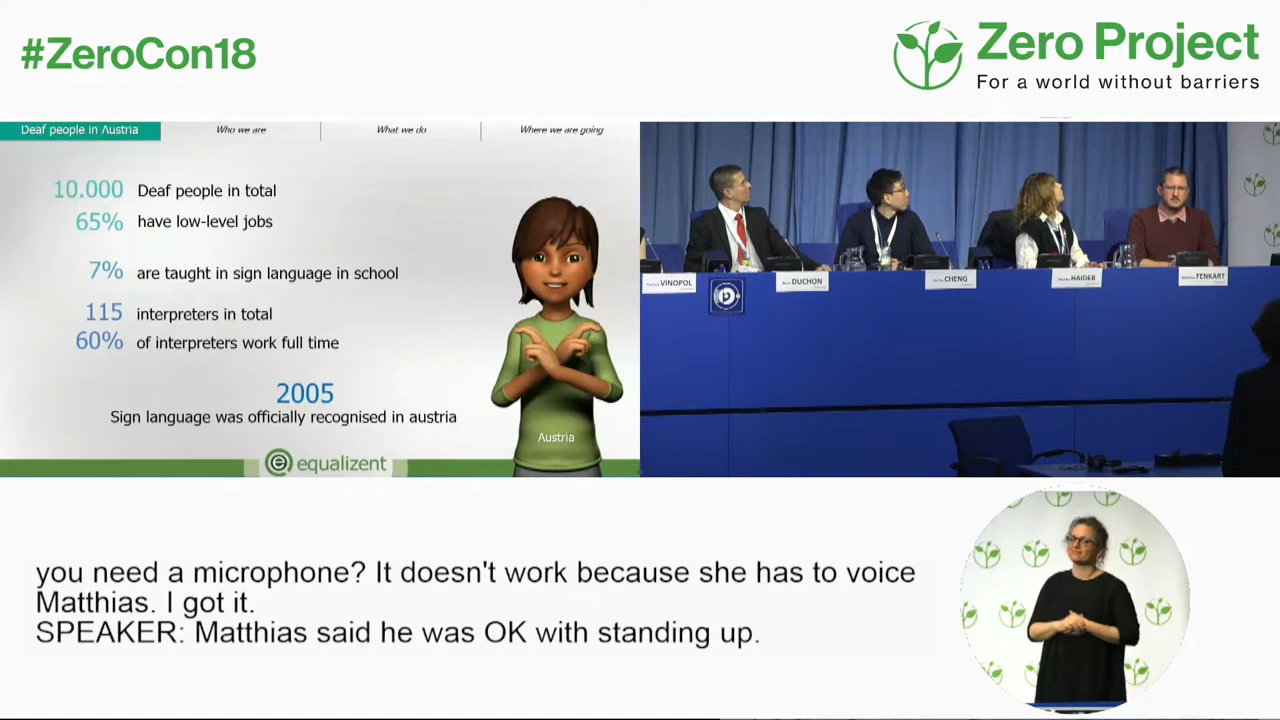 #ZeroCon18
Zero Project
For a world without barriers
Deaf people in Austria
Who we are
What we do
Where we are going
10.000 Deaf people in total
65% have low-level jobs
7% are taught in sign language in school
115 interpreters in total
60% of interpreters work full time
2005
Sign language was officially recognised in austria
Austria
equalizent
VINOPOL
DUCHON
CHENG
HAIDER
FENKART
you need a microphone? It doesn't work because she has to voice
Matthias. I got it.
SPEAKER: Matthias said he was OK with standing up.